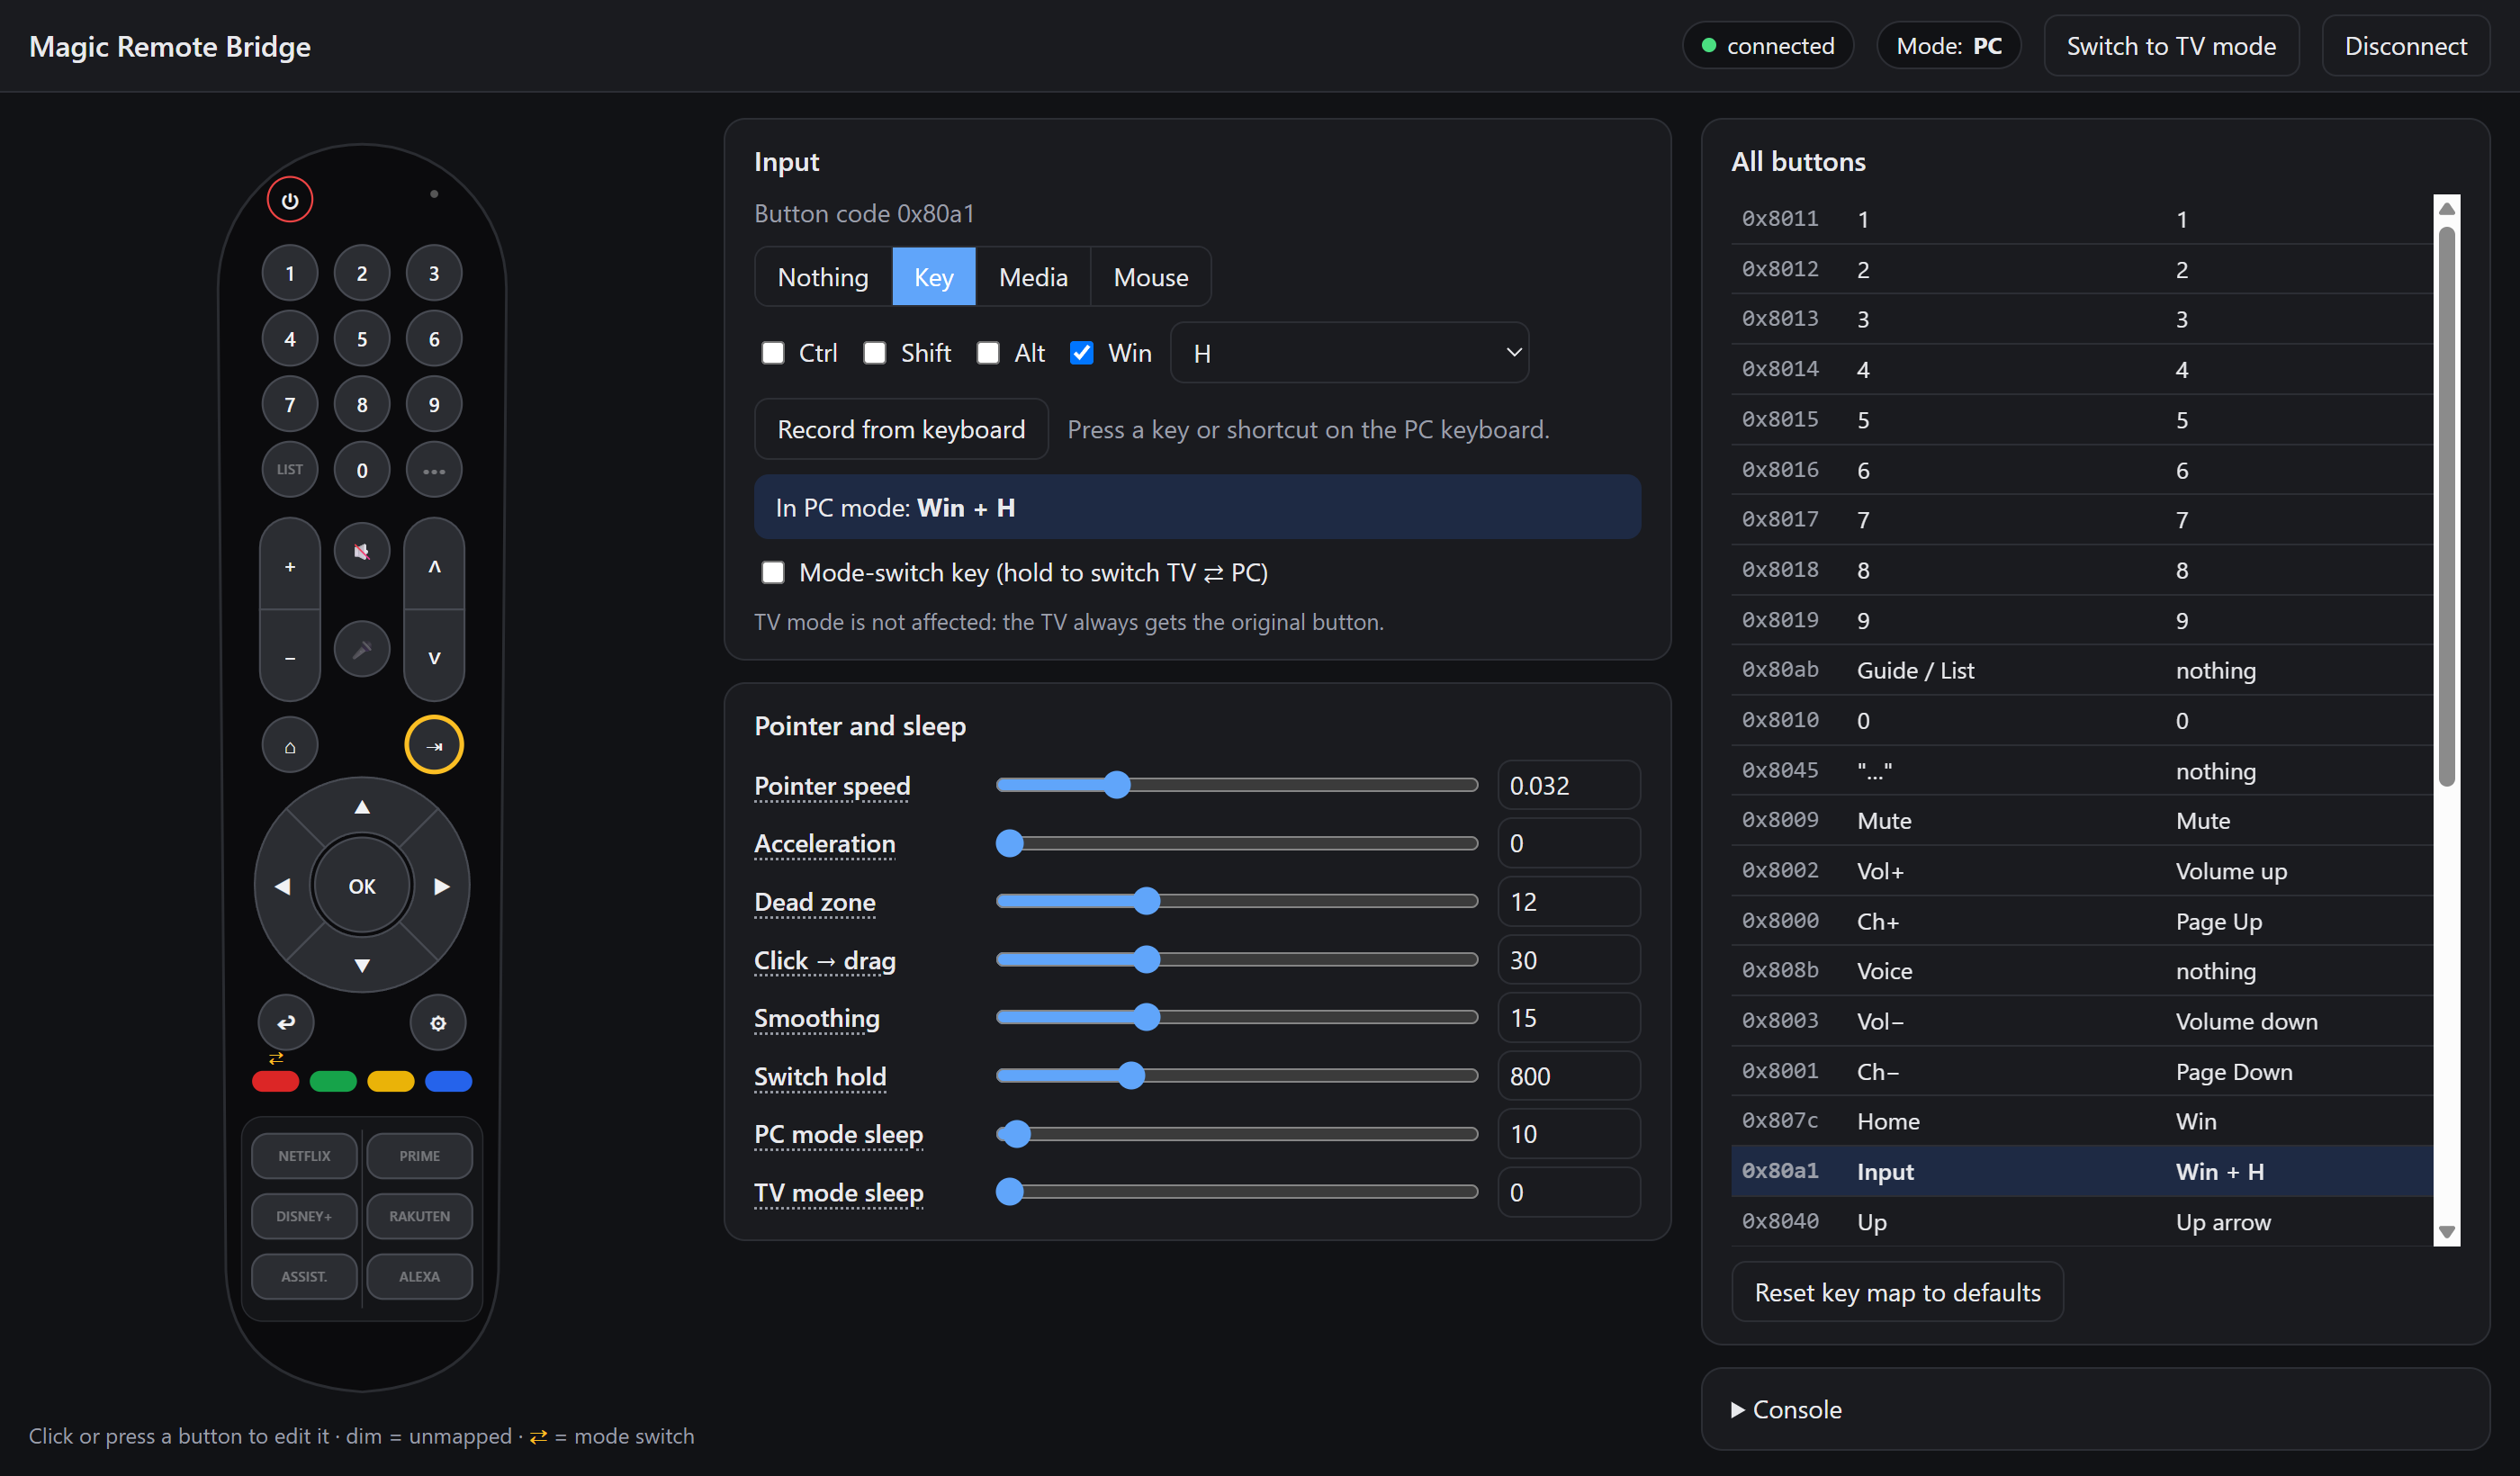 Magic Remote Bridge
connected
Mode: PC
Switch to TV mode
Disconnect
1 2 3
4 5 6
7 8 9
LIST 0 •••
+
–
OK
NETFLIX PRIME
DISNEY+ RAKUTEN
ASSIST. ALEXA
Click or press a button to edit it · dim = unmapped · ⇄ = mode switch
Input
Button code 0x80a1
Nothing Key Media Mouse
Ctrl Shift Alt Win H
Record from keyboard Press a key or shortcut on the PC keyboard.
In PC mode: Win + H
Mode-switch key (hold to switch TV ⇄ PC)
TV mode is not affected: the TV always gets the original button.
Pointer and sleep
Pointer speed 0.032
Acceleration 0
Dead zone 12
Click → drag 30
Smoothing 15
Switch hold 800
PC mode sleep 10
TV mode sleep 0
All buttons
0x8011 1 1
0x8012 2 2
0x8013 3 3
0x8014 4 4
0x8015 5 5
0x8016 6 6
0x8017 7 7
0x8018 8 8
0x8019 9 9
0x80ab Guide / List nothing
0x8010 0 0
0x8045 "..." nothing
0x8009 Mute Mute
0x8002 Vol+ Volume up
0x8000 Ch+ Page Up
0x808b Voice nothing
0x8003 Vol− Volume down
0x8001 Ch− Page Down
0x807c Home Win
0x80a1 Input Win + H
0x8040 Up Up arrow
Reset key map to defaults
Console